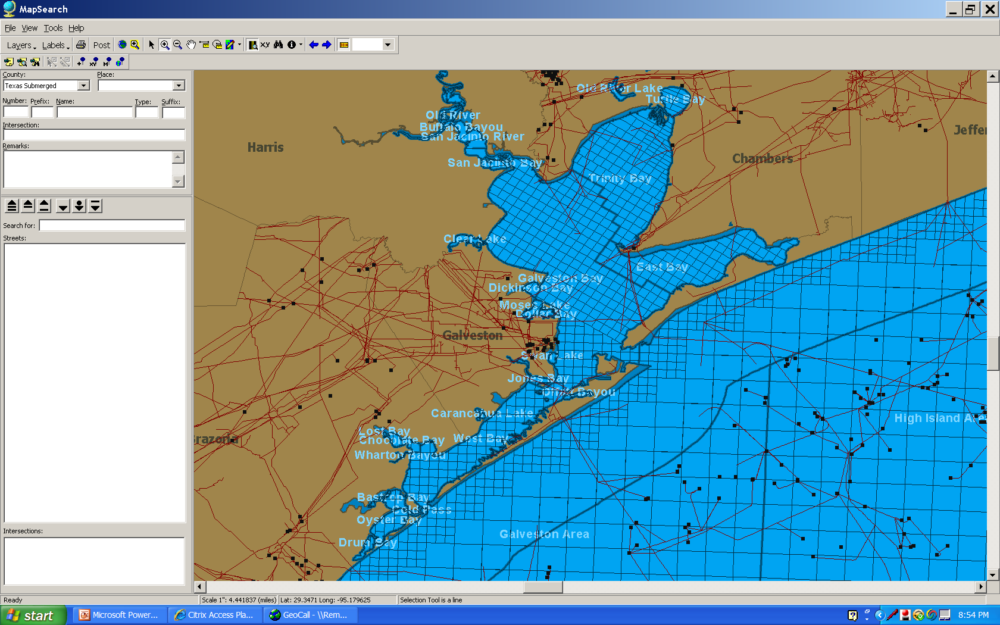 MapSearch
File View Tools Help
Layers Labels Post XY
XY M
County: Place:
Texas Submerged
Number: Prefix: Name: Type: Suffix:
Intersection:
Remarks:
Search for:
Streets:
Intersections:
Old River Lake
Turtle Bay
Old River
Buffalo Bayou
San Jacinto River
Harris
Jeffer
Chambers
San Jacinto Bay
Trinity Bay
Clear Lake
East Bay
Galveston Bay
Dickinson Bay
Moses Lake
Dollar Bay
Galveston
Swan Lake
Jones Bay
Offatt Bayou
Carancahua Lake
High Island Are
Lost Bay
Brazoria
Chocolate Bay
West Bay
Wharton Bayou
Bastrop Bay
Cold Pass
Oyster Bay
Galveston Area
Drum Bay
Ready Scale 1": 4.441837 (miles) Lat: 29.3471 Long: -95.179625 Selection Tool is a line
start Microsoft Power... Citrix Access Pla... GeoCall - \\Rem... 8:54 PM